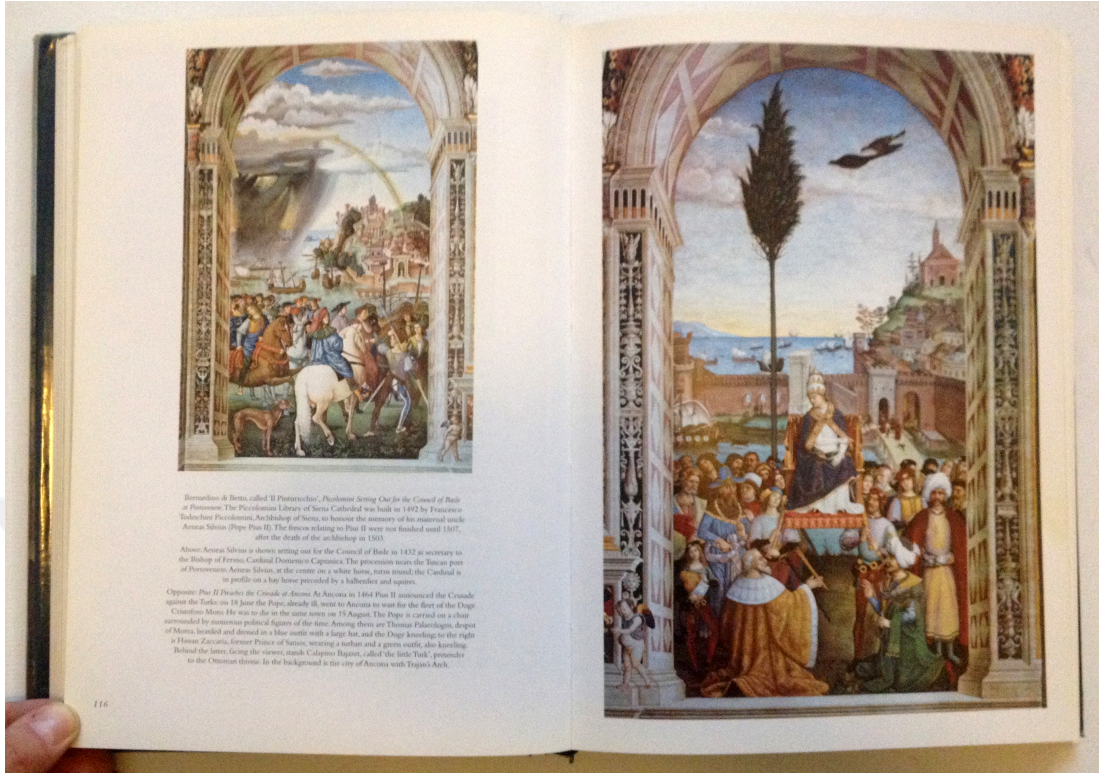 Bernardino di Betto, called 'Il Pinturicchio', Piccolomini Setting Out for the Council of Basle
at Portovenere. The Piccolomini Library of Siena Cathedral was built in 1492 by Francesco
Todeschini Piccolomini, Archbishop of Siena, to honour the memory of his maternal uncle
Aeneas Silvius (Pope Pius II). The frescos relating to Pius II were not finished until 1507,
after the death of the archbishop in 1503.
Above: Aeneas Silvius is shown setting out for the Council of Basle in 1432 as secretary to
the Bishop of Fermo, Cardinal Domenico Capranica. The procession nears the Tuscan port
of Portovenere. Aeneas Silvius, at the centre on a white horse, turns round; the Cardinal is
in profile on a bay horse preceded by a halberdier and squires.
Opposite: Pius II Preaches the Crusade at Ancona. At Ancona in 1464 Pius II announced the Crusade
against the Turks: on 18 June the Pope, already ill, went to Ancona to wait for the fleet of the Doge
Cristoforo Moro. He was to die in the same town on 15 August. The Pope is carried on a chair
surrounded by numerous political figures of the time. Among them are Thomas Palaeologus, despot
of Morea, bearded and dressed in a blue outfit with a large hat, and the Doge kneeling; to the right
is Hassan Zaccaria, former Prince of Samos, wearing a turban and a green outfit, also kneeling.
Behind the latter, facing the viewer, stands Calapino Bajazet, called 'the little Turk', pretender
to the Ottoman throne. In the background is the city of Ancona with Trajan's Arch.
116